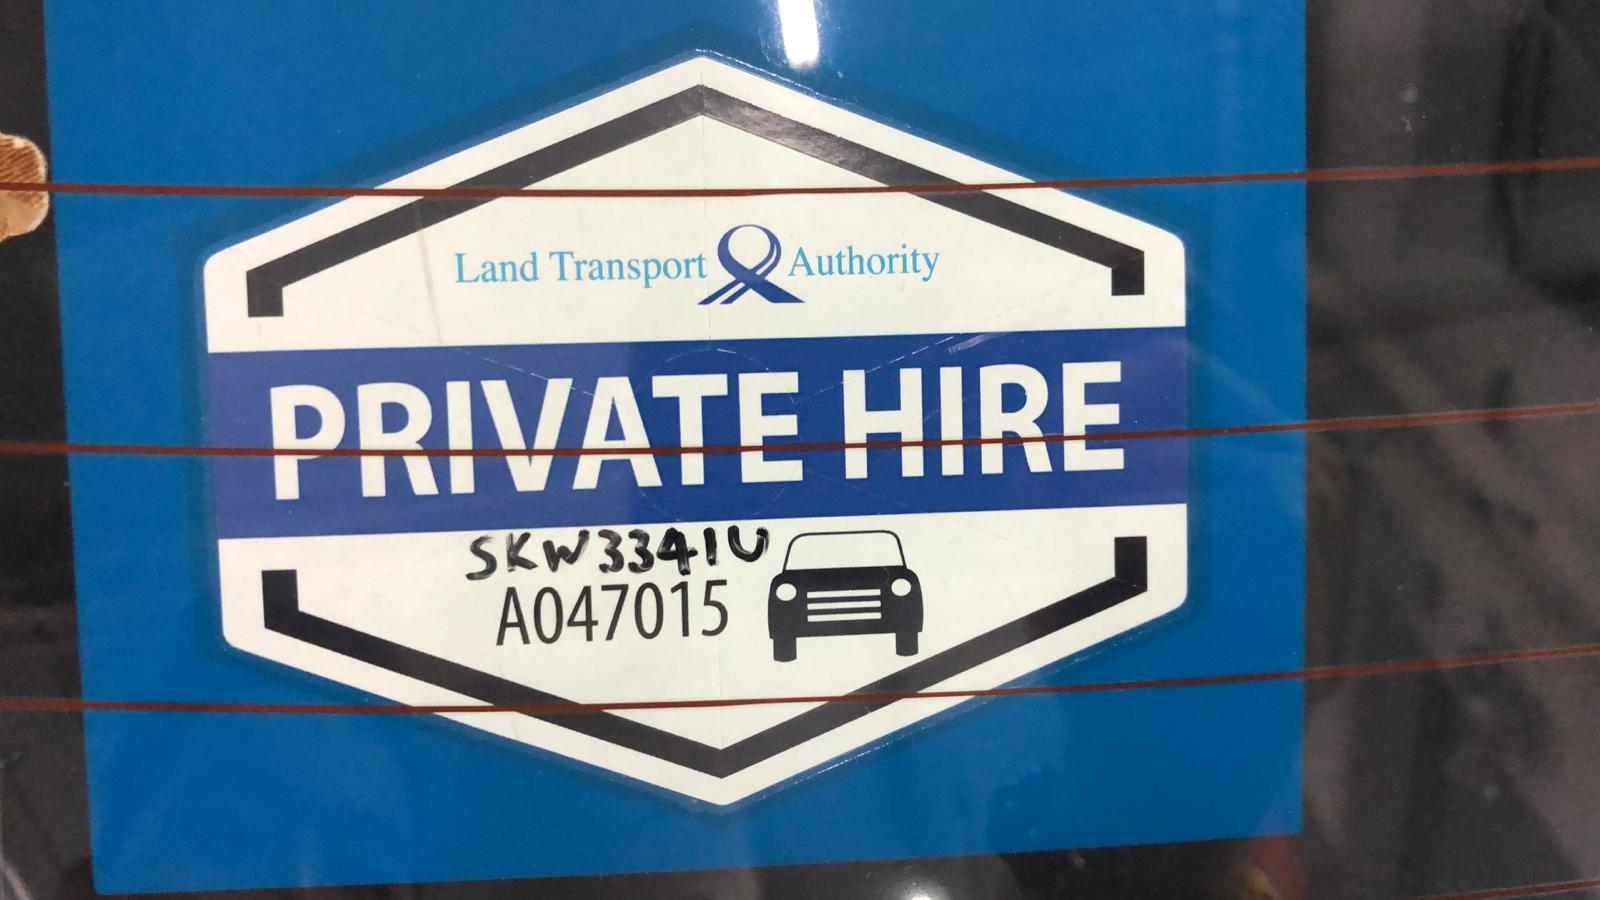 Land Transport Authority
PRIVATE HIRE
SKW3341U
A047015